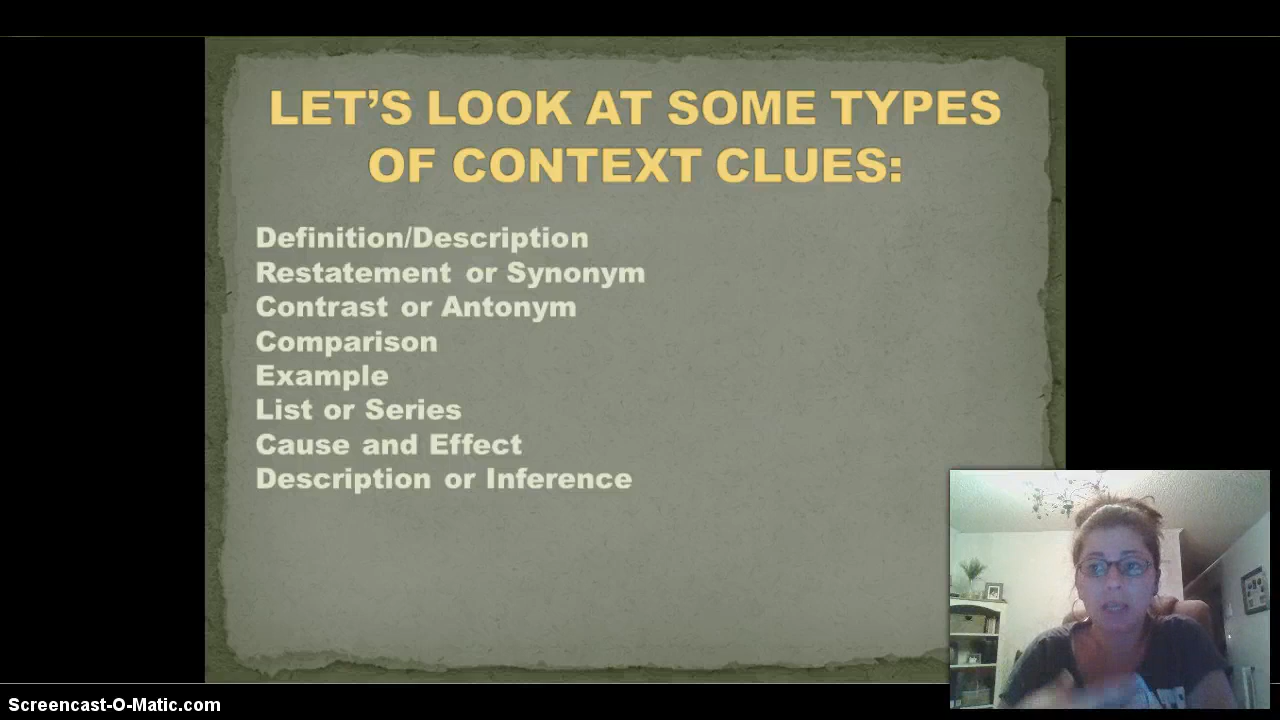 LET’S LOOK AT SOME TYPES
OF CONTEXT CLUES:
Definition/Description
Restatement or Synonym
Contrast or Antonym
Comparison
Example
List or Series
Cause and Effect
Description or Inference
Screencast-O-Matic.com